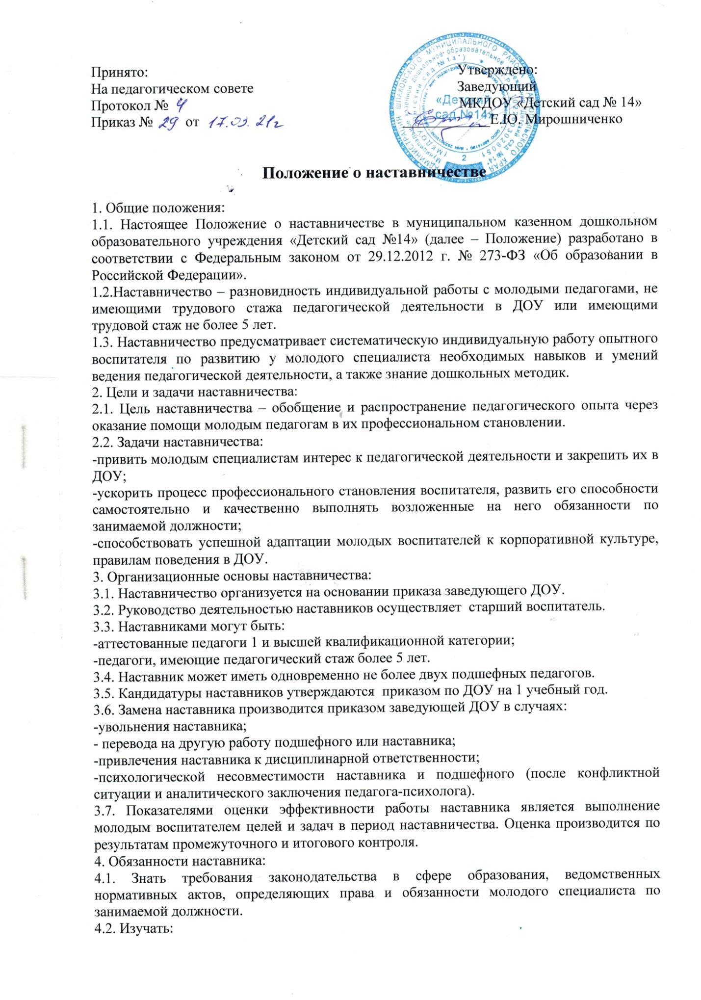 Принято:
На педагогическом совете
Протокол № 4
Приказ № 29 от 17.03.21г
Утверждено:
Заведующий
МКДОУ «Детский сад № 14»
Е.Ю. Мирошниченко
«Детский
сад №14»
2
Положение о наставничестве
1. Общие положения:
1.1. Настоящее Положение о наставничестве в муниципальном казенном дошкольном
образовательного учреждения «Детский сад №14» (далее – Положение) разработано в
соответствии с Федеральным законом от 29.12.2012 г. № 273-ФЗ «Об образовании в
Российской Федерации».
1.2.Наставничество – разновидность индивидуальной работы с молодыми педагогами, не
имеющими трудового стажа педагогической деятельности в ДОУ или имеющими
трудовой стаж не более 5 лет.
1.3. Наставничество предусматривает систематическую индивидуальную работу опытного
воспитателя по развитию у молодого специалиста необходимых навыков и умений
ведения педагогической деятельности, а также знание дошкольных методик.
2. Цели и задачи наставничества:
2.1. Цель наставничества – обобщение и распространение педагогического опыта через
оказание помощи молодым педагогам в их профессиональном становлении.
2.2. Задачи наставничества:
-привить молодым специалистам интерес к педагогической деятельности и закрепить их в
ДОУ;
-ускорить процесс профессионального становления воспитателя, развить его способности
самостоятельно и качественно выполнять возложенные на него обязанности по
занимаемой должности;
-способствовать успешной адаптации молодых воспитателей к корпоративной культуре,
правилам поведения в ДОУ.
3. Организационные основы наставничества:
3.1. Наставничество организуется на основании приказа заведующего ДОУ.
3.2. Руководство деятельностью наставников осуществляет старший воспитатель.
3.3. Наставниками могут быть:
-аттестованные педагоги 1 и высшей квалификационной категории;
-педагоги, имеющие педагогический стаж более 5 лет.
3.4. Наставник может иметь одновременно не более двух подшефных педагогов.
3.5. Кандидатуры наставников утверждаются приказом по ДОУ на 1 учебный год.
3.6. Замена наставника производится приказом заведующей ДОУ в случаях:
-увольнения наставника;
- перевода на другую работу подшефного или наставника;
-привлечения наставника к дисциплинарной ответственности;
-психологической несовместимости наставника и подшефного (после конфликтной
ситуации и аналитического заключения педагога-психолога).
3.7. Показателями оценки эффективности работы наставника является выполнение
молодым воспитателем целей и задач в период наставничества. Оценка производится по
результатам промежуточного и итогового контроля.
4. Обязанности наставника:
4.1. Знать требования законодательства в сфере образования, ведомственных
нормативных актов, определяющих права и обязанности молодого специалиста по
занимаемой должности.
4.2. Изучать: